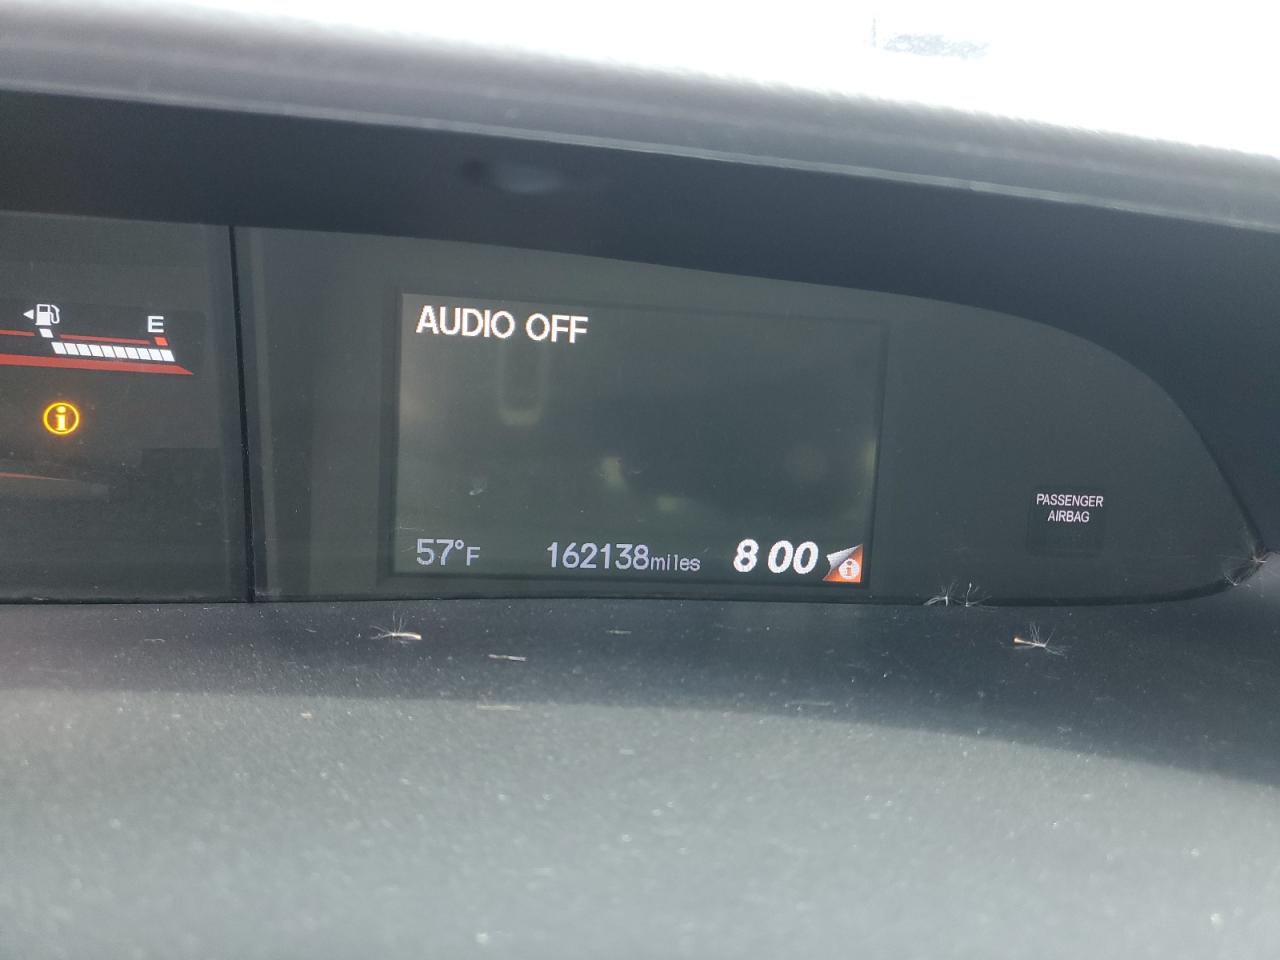 AUDIO OFF
E
57°F 162138miles 8 00
PASSENGER
AIRBAG